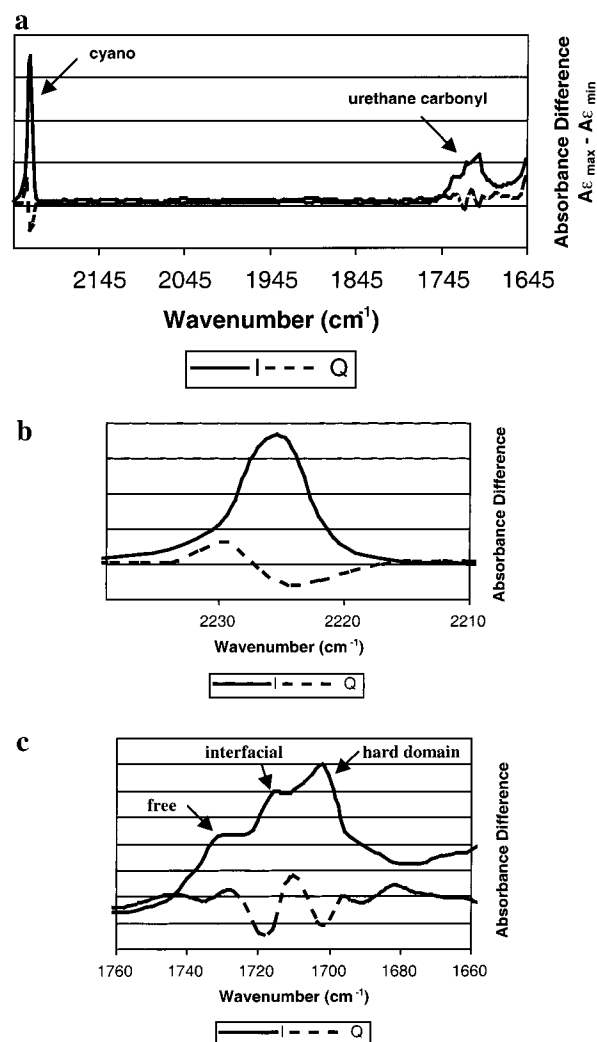 a
cyano
urethane carbonyl
Absorbance Difference
Aε max - Aε min
2145 2045 1945 1845 1745 1645
Wavenumber (cm-1)
I Q
b
Absorbance Difference
2230 2220 2210
Wavenumber (cm-1)
I Q
c
interfacial
hard domain
free
Absorbance Difference
1760 1740 1720 1700 1680 1660
Wavenumber (cm-1)
I Q